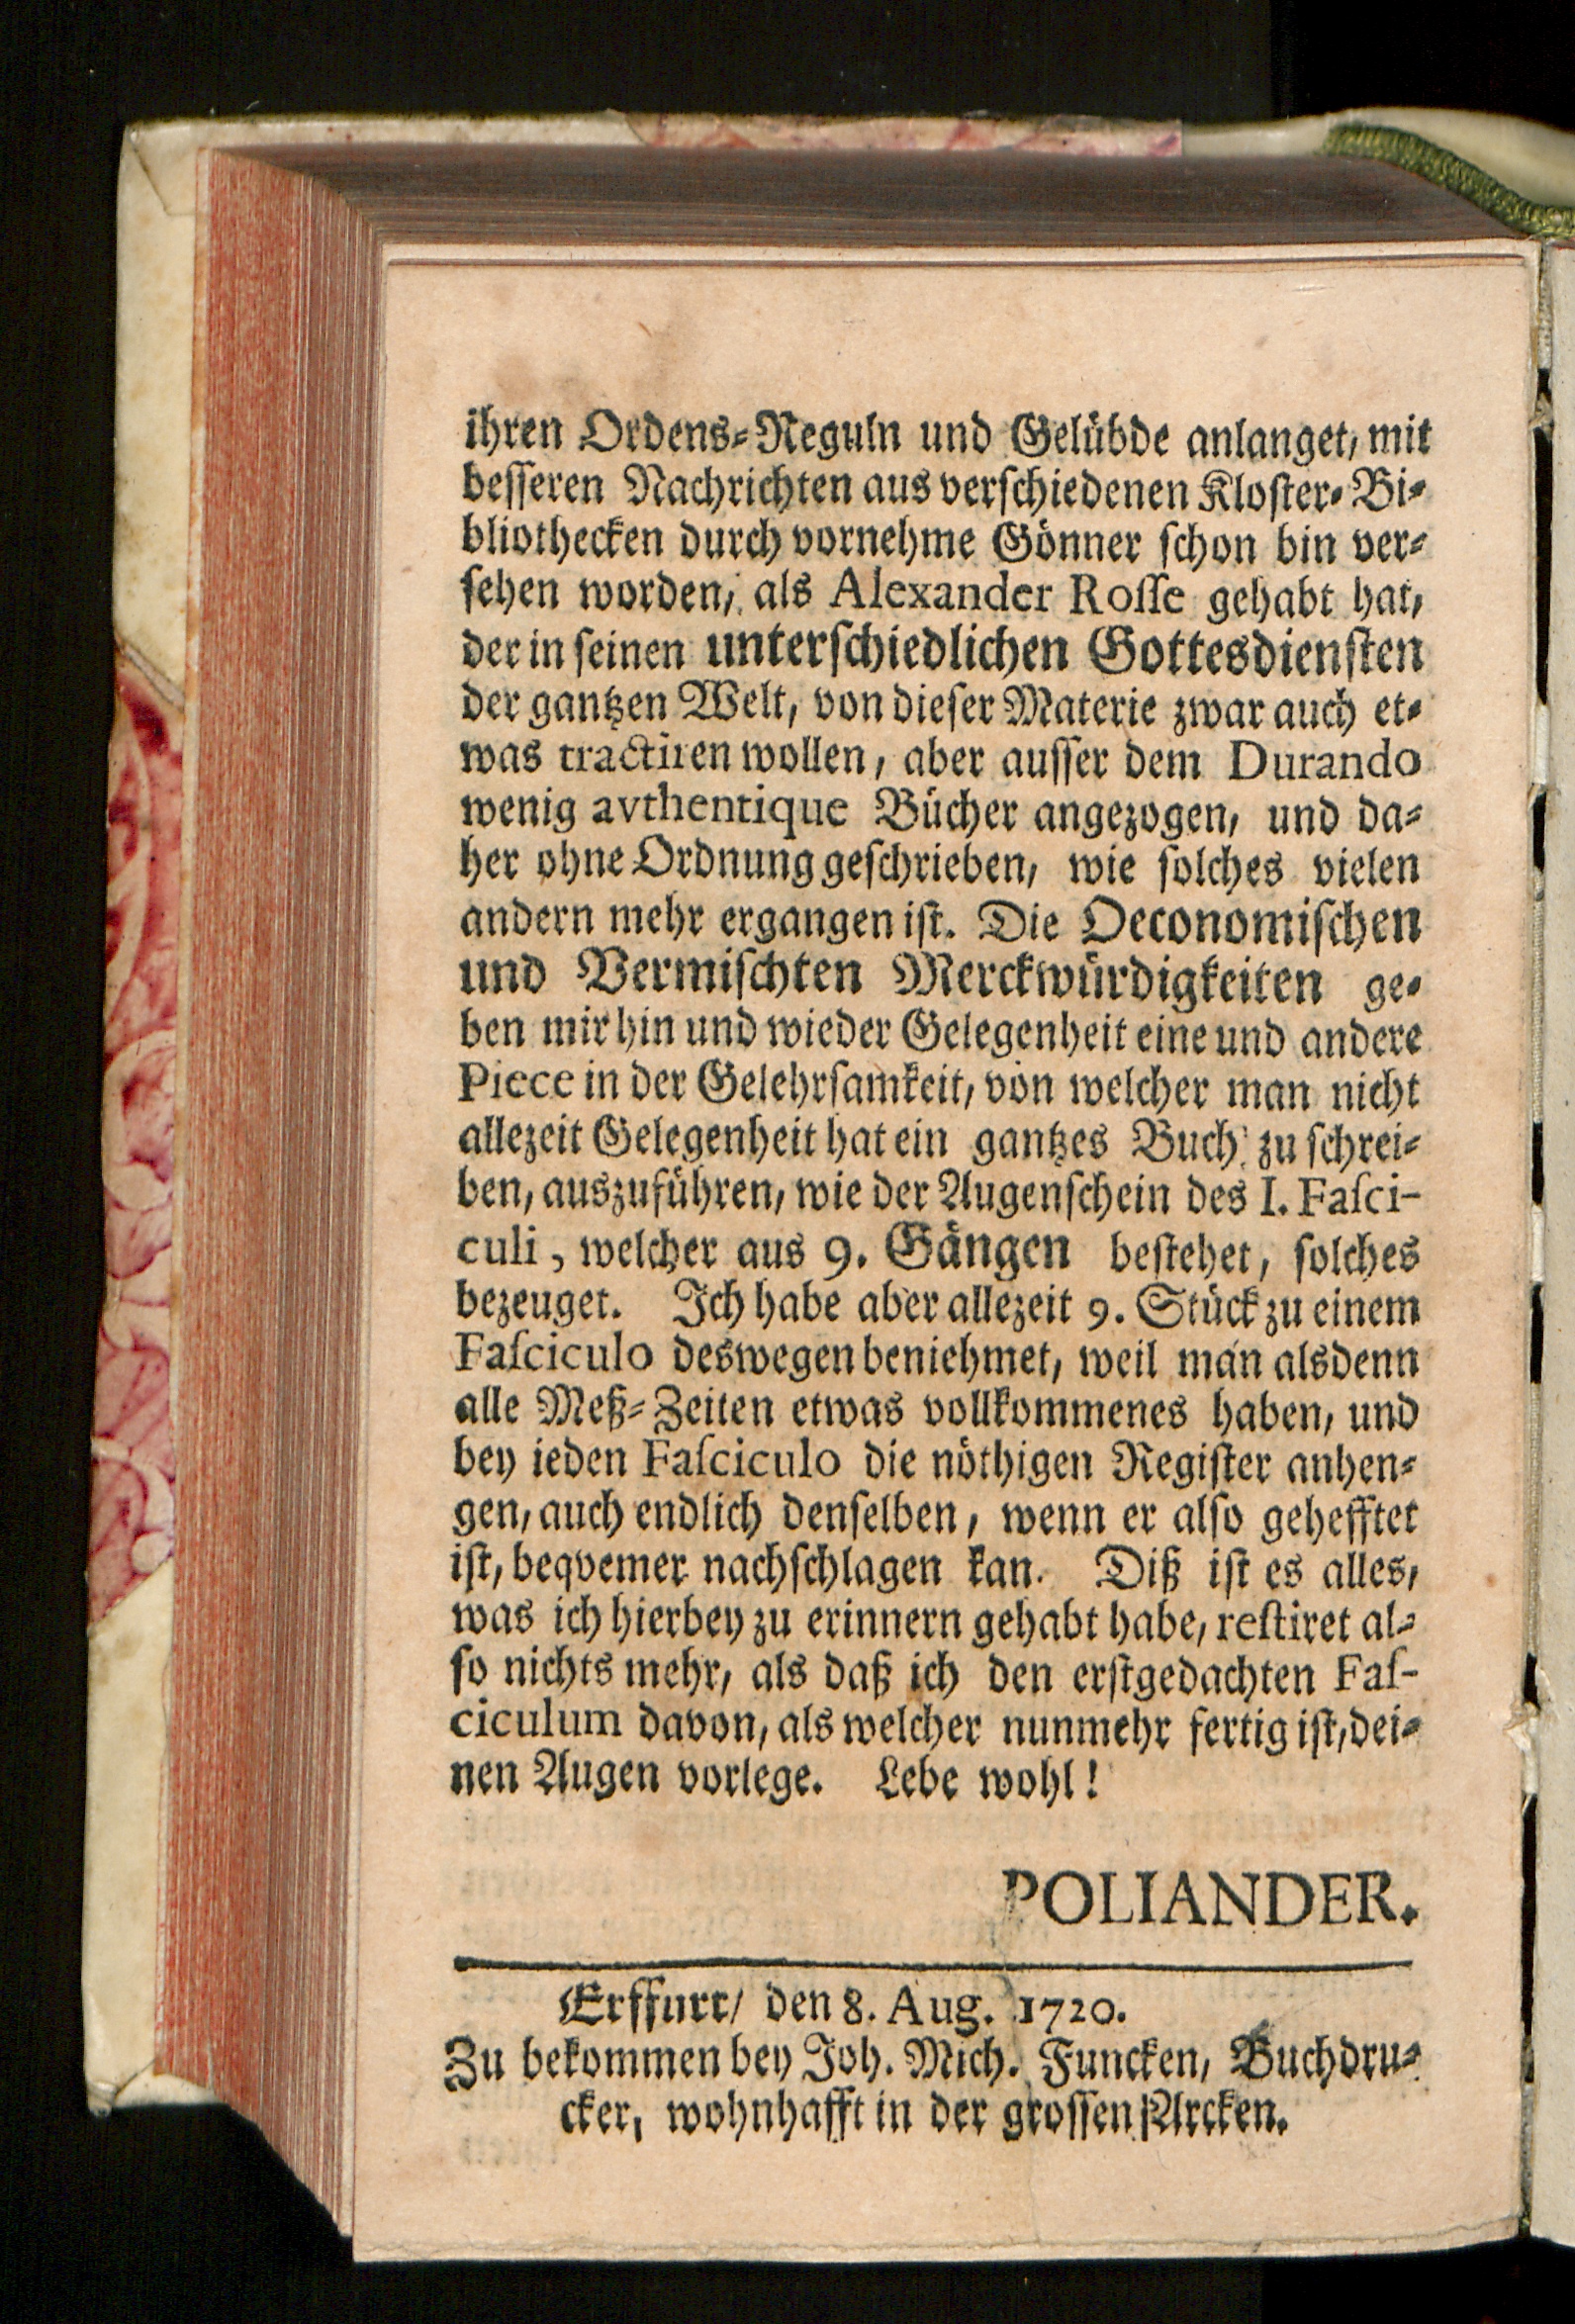 ihren Ordens-Reguln und Gelübde anlanget, mit
besseren Nachrichten aus verschiedenen Kloster-Bi-
bliothecken durch vornehme Gönner schon bin ver-
sehen worden, als Alexander Rosse gehabt hat,
der in seinen unterschiedlichen Gottesdiensten
der gantzen Welt, von dieser Materie zwar auch et-
was tractiren wollen, aber ausser dem Durando
wenig avthentique Bücher angezogen, und da-
her ohne Ordnung geschrieben, wie solches vielen
andern mehr ergangen ist. Die Oeconomischen
und Vermischten Merckwürdigkeiten ge-
ben mir hin und wieder Gelegenheit eine und andere
Piece in der Gelehrsamkeit, von welcher man nicht
allezeit Gelegenheit hat ein gantzes Buch zu schrei-
ben, auszuführen, wie der Augenschein des I. Fasci-
culi, welcher aus 9. Gängen bestehet, solches
bezeuget. Ich habe aber allezeit 9. Stück zu einem
Fasciculo deswegen beniehmet, weil man alsdenn
alle Meß-Zeiten etwas vollkommenes haben, und
bey ieden Fasciculo die nöthigen Register anhen-
gen, auch endlich denselben, wenn er also gehefftet
ist, beqvemer nachschlagen kan. Diß ist es alles,
was ich hierbey zu erinnern gehabt habe, restiret al-
so nichts mehr, als daß ich den erstgedachten Fas-
ciculum davon, als welcher nunmehr fertig ist, dei-
nen Augen vorlege. Lebe wohl!
POLIANDER.
Erffurt/ den 8. Aug. 1720.
Zu bekommen bey Joh. Mich. Funcken, Buchdru-
cker, wohnhafft in der grossen Arcken.